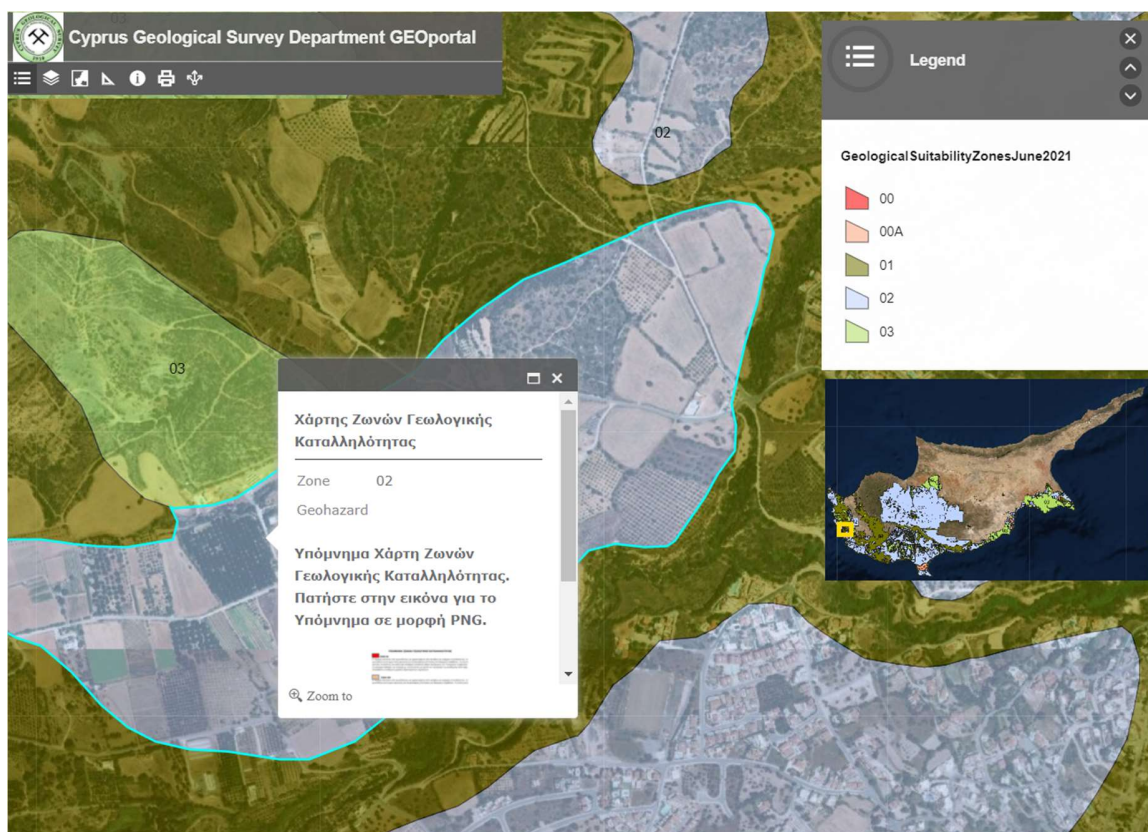 03
Cyprus Geological Survey Department GEOportal
Legend
GeologicalSuitabilityZonesJune2021
00
00A
01
02
03
02
03
Χάρτης Ζωνών Γεωλογικής
Καταλληλότητας
Zone 02
Geohazard
Υπόμνημα Χάρτη Ζωνών
Γεωλογικής Καταλληλότητας.
Πατήστε στην εικόνα για το
Υπόμνημα σε μορφή PNG.
Zoom to